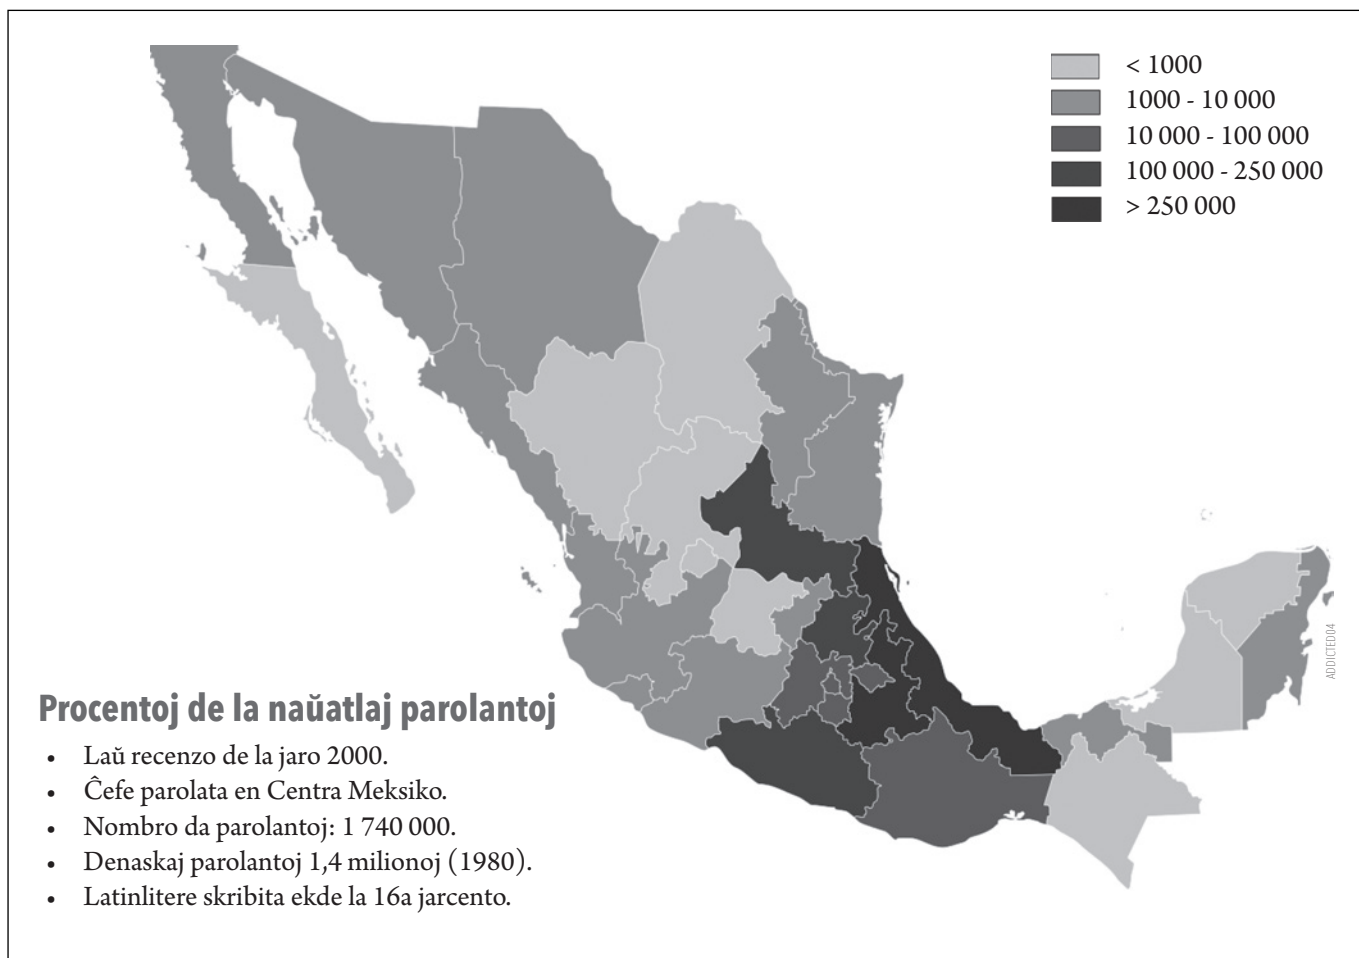 < 1000
1000 - 10 000
10 000 - 100 000
100 000 - 250 000
> 250 000
ADDICTED04
Procentoj de la naŭatlaj parolantoj
• Laŭ recenzo de la jaro 2000.
• Ĉefe parolata en Centra Meksiko.
• Nombro da parolantoj: 1 740 000.
• Denaskaj parolantoj 1,4 milionoj (1980).
• Latinlitere skribita ekde la 16a jarcento.